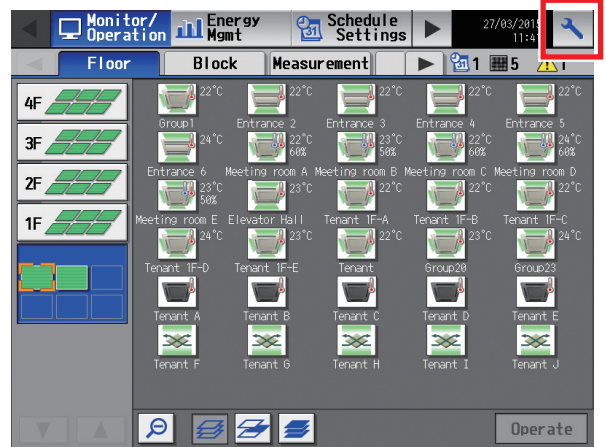 Monitor/ Operation
Energy Mgmt
31 Schedule Settings
27/03/201
11:4
Floor Block Measurement 31 1 5 1
4F
3F
2F
1F
22°C 22°C 22°C 22°C 22°C
Group1 Entrance 2 Entrance 3 Entrance 4 Entrance 5
24°C 22°C 60% 23°C 50% 22°C 60% 24°C 60%
Entrance 6 Meeting room A Meeting room B Meeting room C Meeting room D
23°C 50% 23°C 22°C 22°C 22°C
Meeting room E Elevator Hall Tenant 1F-A Tenant 1F-B Tenant 1F-C
24°C 23°C 22°C 23°C 24°C
Tenant 1F-D Tenant 1F-E Tenant Group20 Group23
Tenant A Tenant B Tenant C Tenant D Tenant E
Tenant F Tenant G Tenant H Tenant I Tenant J
Operate